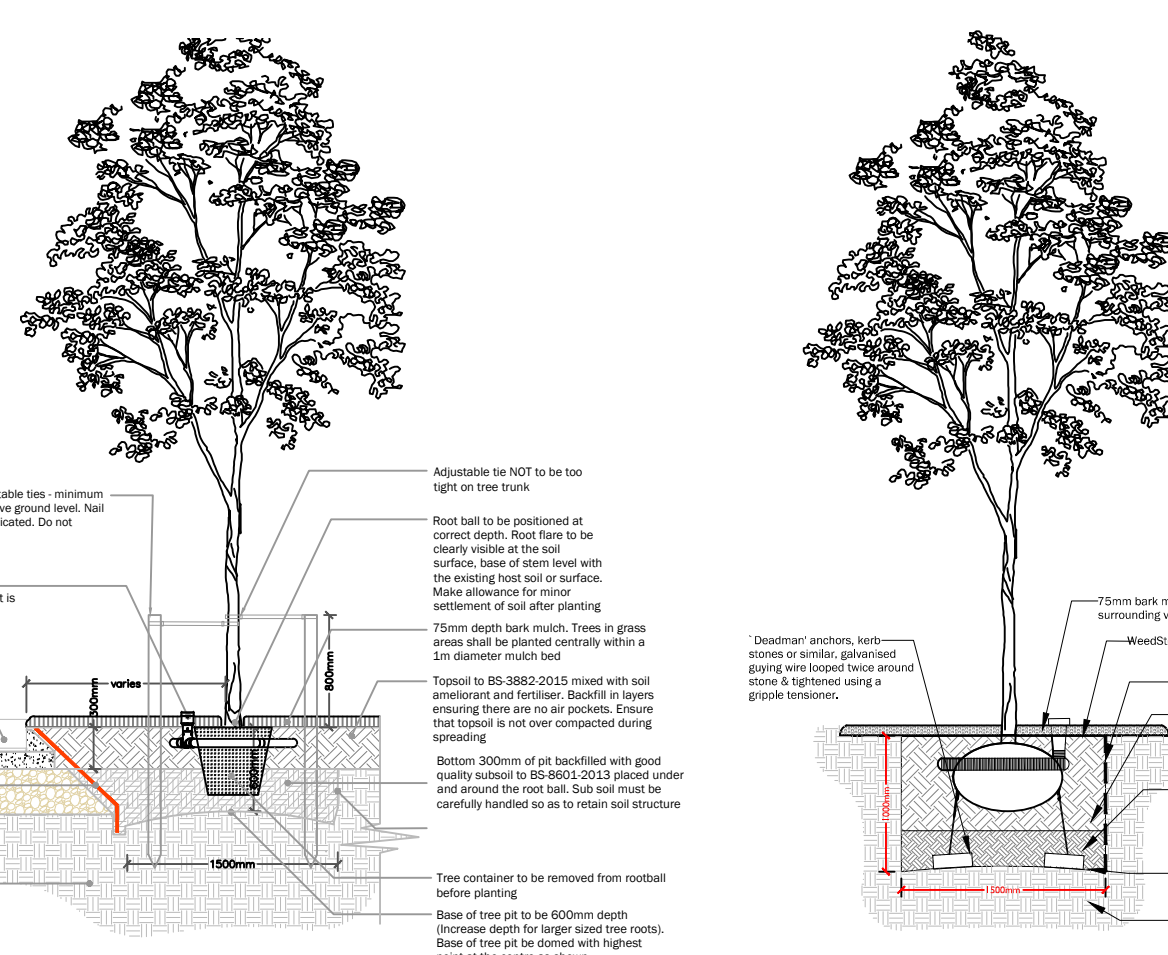 table ties - minimum
ve ground level. Nail
icated. Do not
t is
Adjustable tie NOT to be too
tight on tree trunk
Root ball to be positioned at
correct depth. Root flare to be
clearly visible at the soil
surface, base of stem level with
the existing host soil or surface.
Make allowance for minor
settlement of soil after planting
75mm depth bark mulch. Trees in grass
areas shall be planted centrally within a
1m diameter mulch bed
Topsoil to BS-3882-2015 mixed with soil
ameliorant and fertiliser. Backfill in layers
ensuring there are no air pockets. Ensure
that topsoil is not over compacted during
spreading
Bottom 300mm of pit backfilled with good
quality subsoil to BS-8601-2013 placed under
and around the root ball. Sub soil must be
carefully handled so as to retain soil structure
Tree container to be removed from rootball
before planting
Base of tree pit to be 600mm depth
(Increase depth for larger sized tree roots).
Base of tree pit be domed with highest
point at the centre as shown
varies
300mm
800mm
600mm
1500mm
`Deadman' anchors, kerb
stones or similar, galvanised
guying wire looped twice around
stone & tightened using a
gripple tensioner.
75mm bark m
surrounding v
WeedSt
1000mm
1500mm